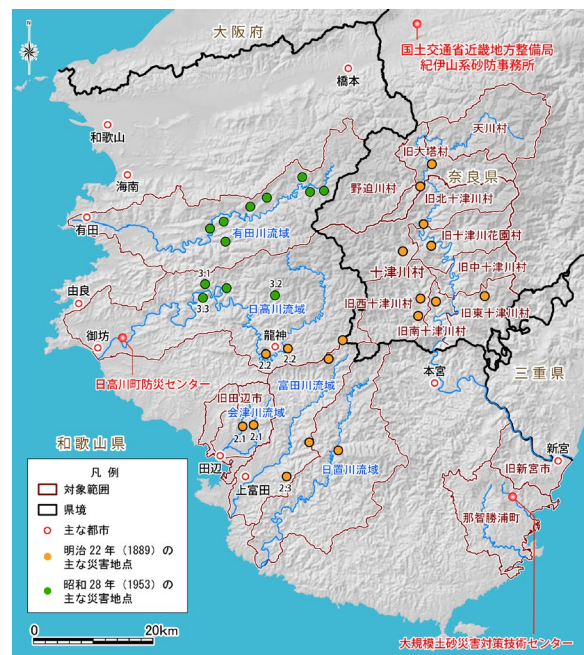 大阪府
国土交通省近畿地方整備局
紀伊山系砂防事務所
橋本
和歌山
天川村
旧大塔村
海南
野迫川村
奈良県
旧北十津川村
有田
有田川流域
旧十津川花園村
十津川村
旧中十津川村
3.1
3.2
由良
3.3
日高川流域
旧西十津川村
旧東十津川村
御坊
龍神
旧南十津川村
2.2
2.2
日高川町防災センター
富田川流域
本宮
三重県
旧田辺市
会津川流域
2.1
2.1
和歌山県
新宮
田辺
日置川流域
旧新宮市
上富田
2.3
那智勝浦町
凡 例
対象範囲
県境
主な都市
明治 22 年（1889）の
主な災害地点
昭和 28 年（1953）の
主な災害地点
0
20km
大規模土砂災害対策技術センター